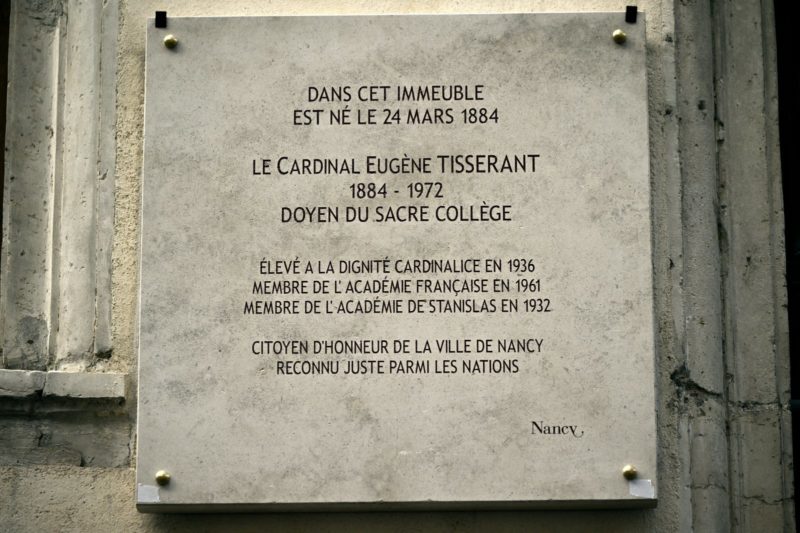 DANS CET IMMEUBLE
EST NÉ LE 24 MARS 1884
LE CARDINAL EUGÈNE TISSERANT
1884 - 1972
DOYEN DU SACRE COLLÈGE
ÉLEVÉ A LA DIGNITÉ CARDINALICE EN 1936
MEMBRE DE L' ACADÉMIE FRANÇAISE EN 1961
MEMBRE DE L' ACADÉMIE DE STANISLAS EN 1932
CITOYEN D'HONNEUR DE LA VILLE DE NANCY
RECONNU JUSTE PARMI LES NATIONS
Nancy,